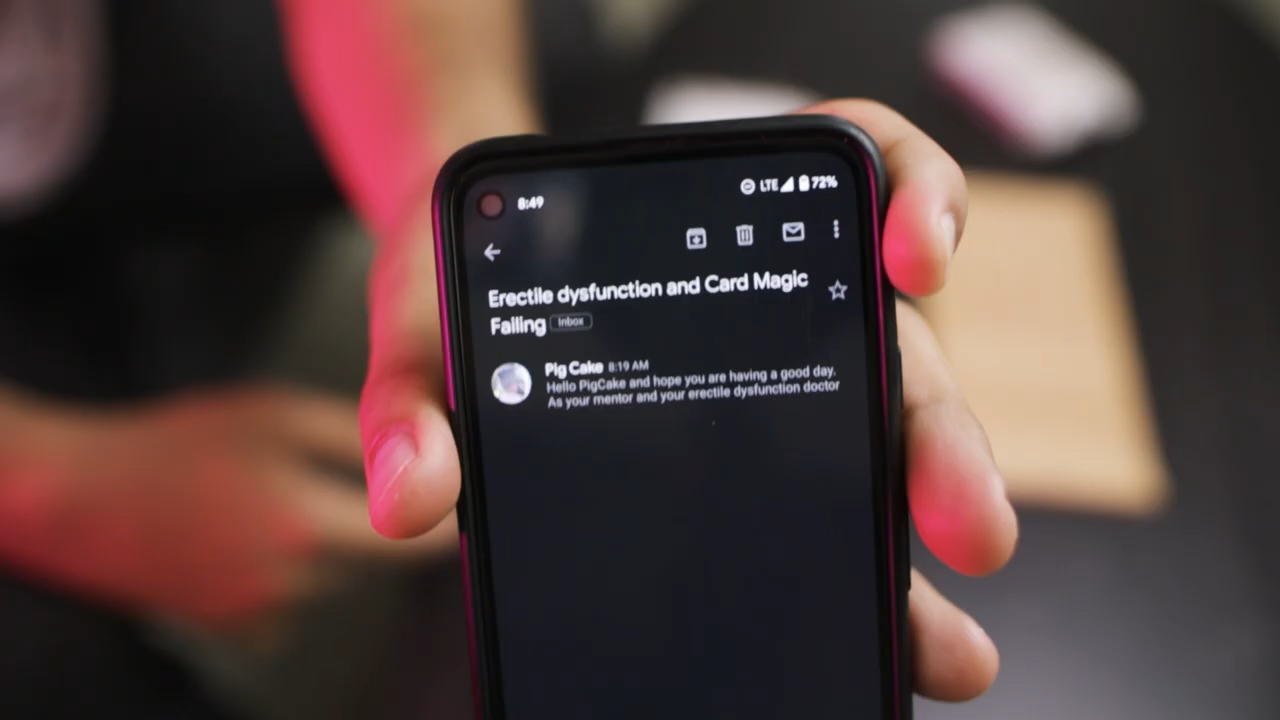 8:49
LTE 72%
Erectile dysfunction and Card Magic
Failing Inbox
Pig Cake 8:19 AM
Hello PigCake and hope you are having a good day.
As your mentor and your erectile dysfunction doctor